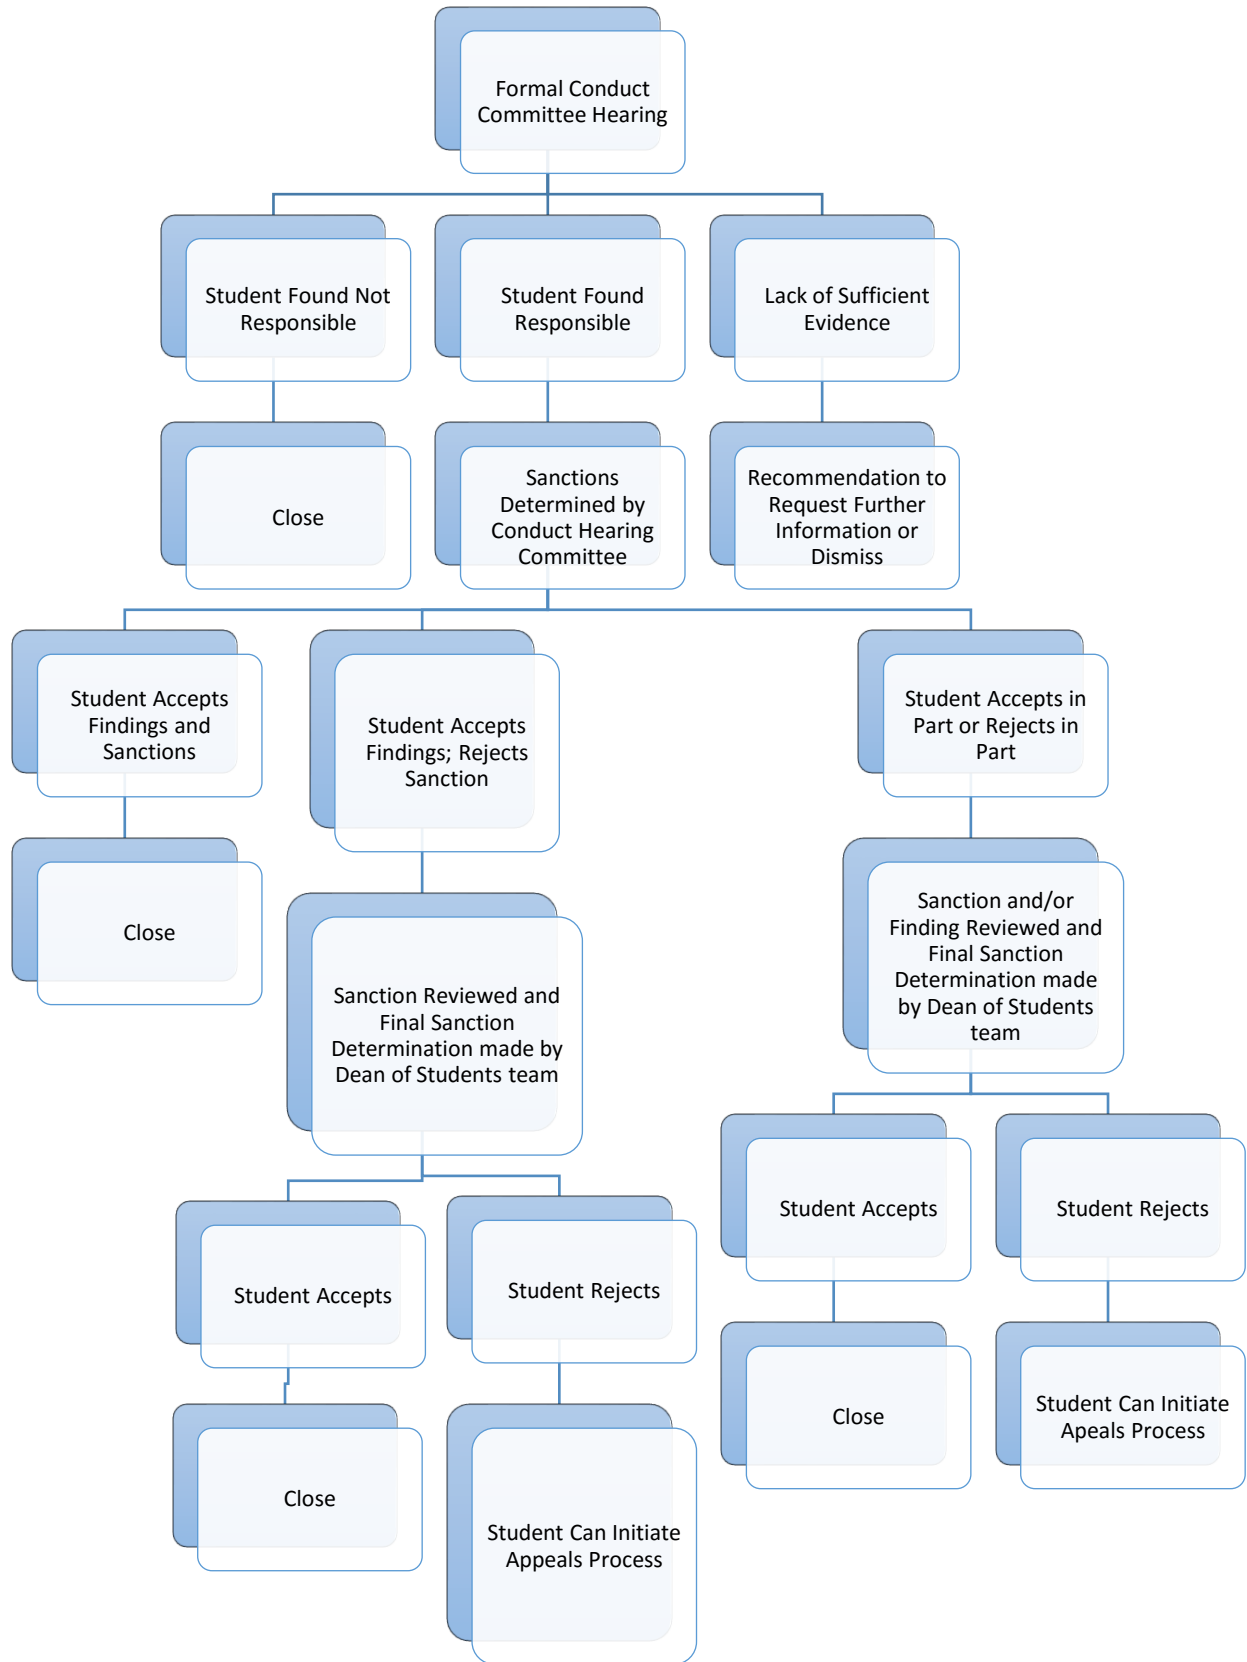 Formal Conduct
Committee Hearing
Student Found Not
Responsible
Student Found
Responsible
Lack of Sufficient
Evidence
Close
Sanctions
Determined by
Conduct Hearing
Committee
Recommendation to
Request Further
Information or
Dismiss
Student Accepts
Findings and
Sanctions
Student Accepts
Findings; Rejects
Sanction
Student Accepts in
Part or Rejects in
Part
Close
Sanction Reviewed and
Final Sanction
Determination made by
Dean of Students team
Sanction and/or
Finding Reviewed and
Final Sanction
Determination made
by Dean of Students
team
Student Accepts
Student Rejects
Student Accepts
Student Rejects
Close
Student Can Initiate
Appeals Process
Close
Student Can Initiate
Apeals Process